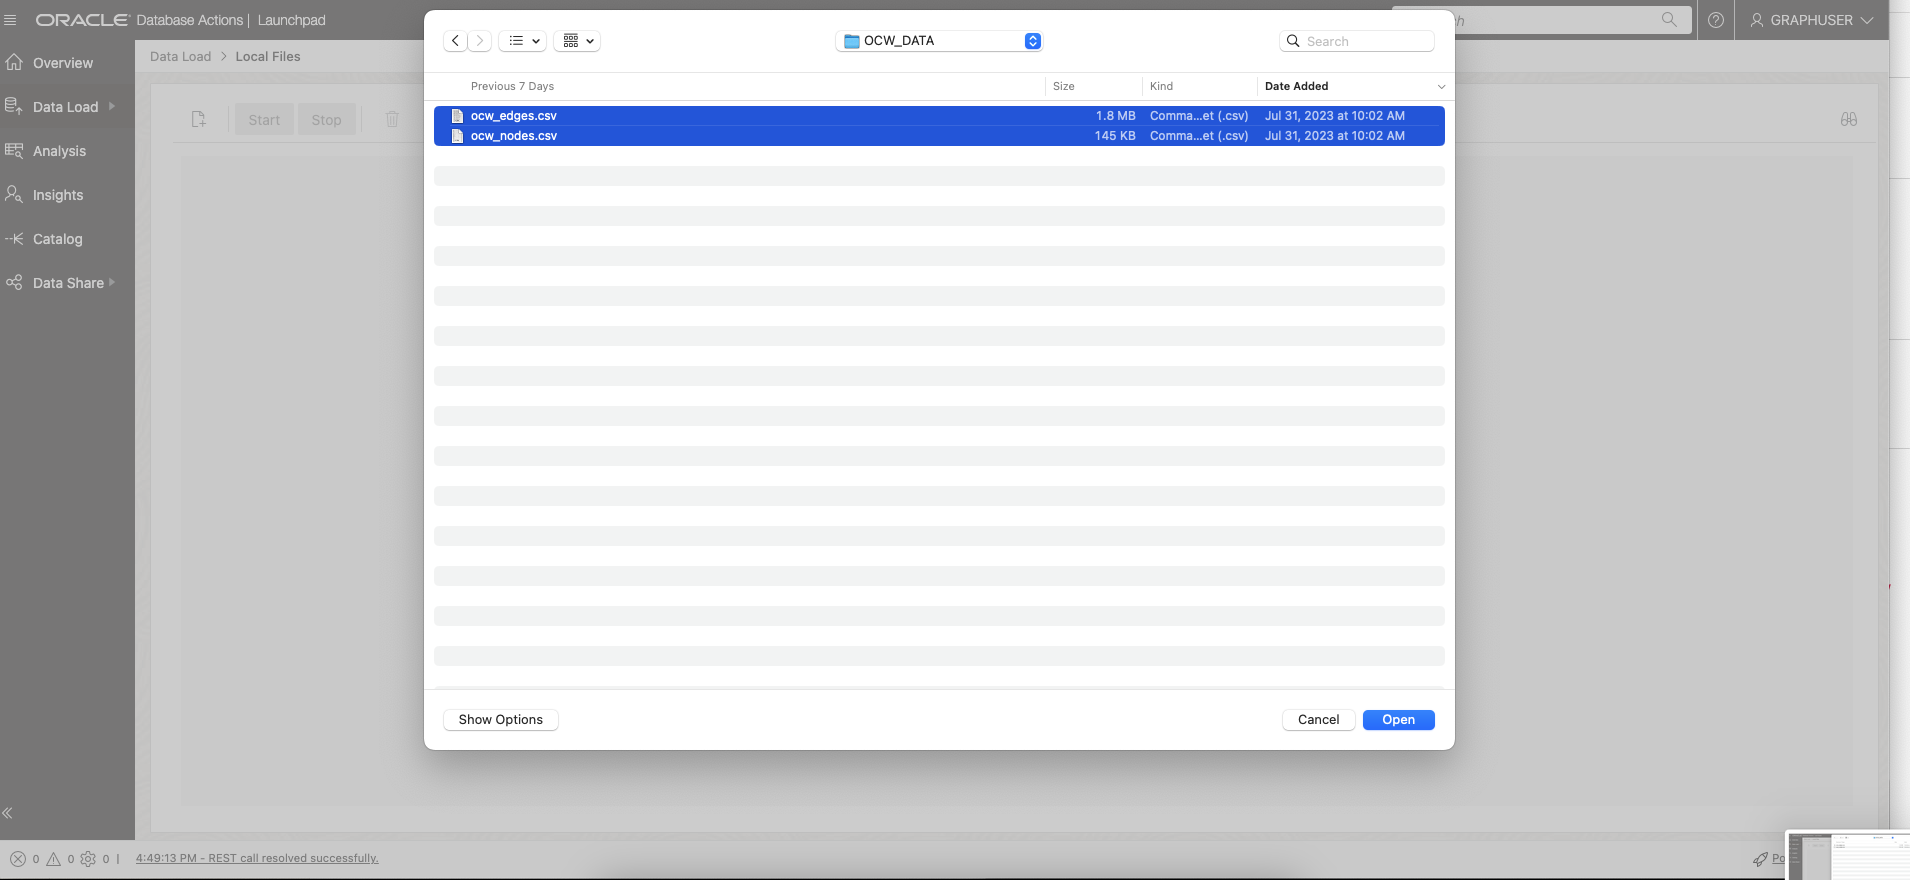 ORACLE Database Actions | Launchpad
GRAPHUSER
Overview
Data Load
Analysis
Insights
Catalog
Data Share
Data Load > Local Files
Start
Stop
OCW_DATA
Search
Previous 7 Days
Size
Kind
Date Added
ocw_edges.csv 1.8 MB Comma...et (.csv) Jul 31, 2023 at 10:02 AM
ocw_nodes.csv 145 KB Comma...et (.csv) Jul 31, 2023 at 10:02 AM
Show Options
Cancel
Open
0 0 0 | 4:49:13 PM - REST call resolved successfully.